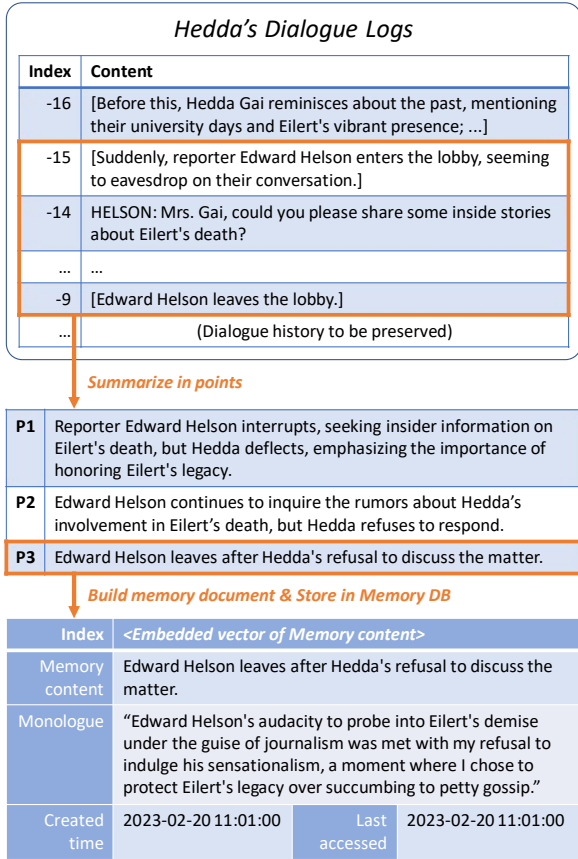 Hedda's Dialogue Logs
Index Content
-16 [Before this, Hedda Gai reminisces about the past, mentioning
their university days and Eilert's vibrant presence; ...]
-15 [Suddenly, reporter Edward Helson enters the lobby, seeming
to eavesdrop on their conversation.]
-14 HELSON: Mrs. Gai, could you please share some inside stories
about Eilert's death?
... ...
-9 [Edward Helson leaves the lobby.]
... (Dialogue history to be preserved)
Summarize in points
P1 Reporter Edward Helson interrupts, seeking insider information on
Eilert's death, but Hedda deflects, emphasizing the importance of
honoring Eilert's legacy.
P2 Edward Helson continues to inquire the rumors about Hedda's
involvement in Eilert's death, but Hedda refuses to respond.
P3 Edward Helson leaves after Hedda's refusal to discuss the matter.
Build memory document & Store in Memory DB
Index <Embedded vector of Memory content>
Memory content Edward Helson leaves after Hedda's refusal to discuss the
matter.
Monologue "Edward Helson's audacity to probe into Eilert's demise
under the guise of journalism was met with my refusal to
indulge his sensationalism, a moment where I chose to
protect Eilert's legacy over succumbing to petty gossip."
Created time 2023-02-20 11:01:00 Last accessed 2023-02-20 11:01:00